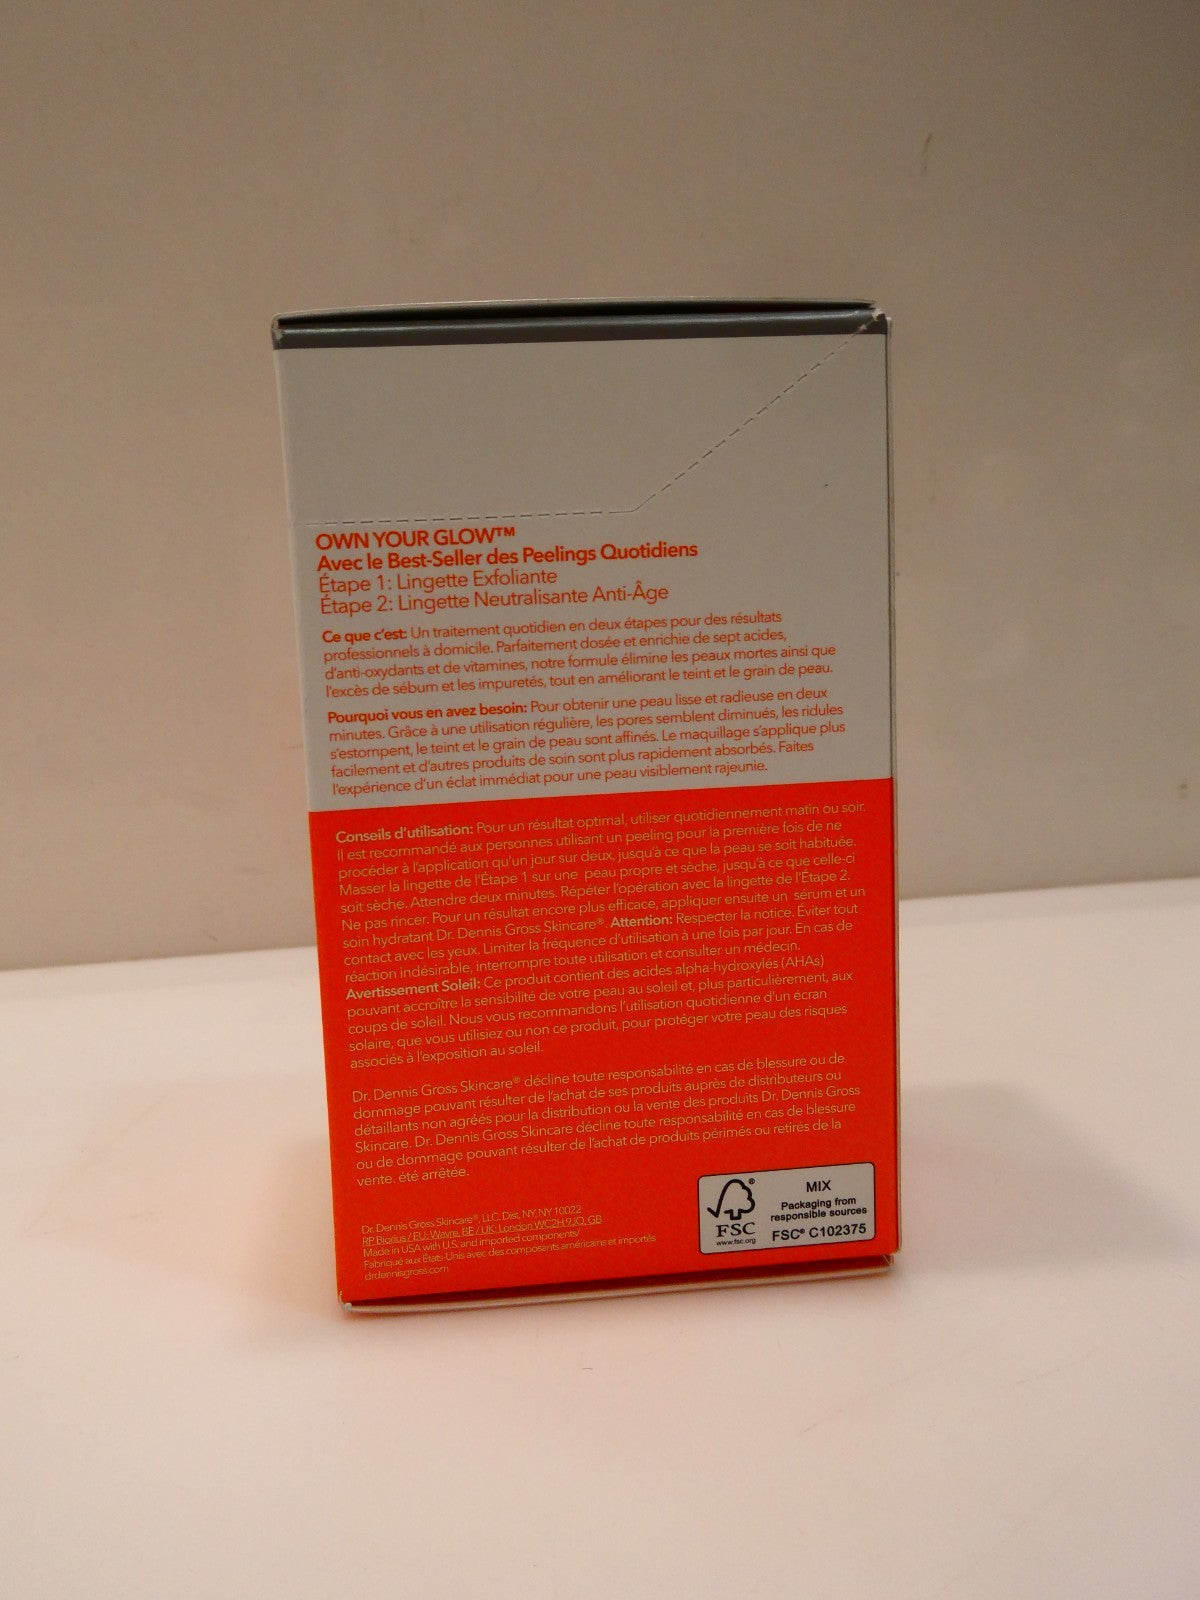 OWN YOUR GLOW™
Avec le Best-Seller des Peelings Quotidiens
Étape 1: Lingette Exfoliante
Étape 2: Lingette Neutralisante Anti-Âge
Ce que c'est: Un traitement quotidien en deux étapes pour des résultats
professionnels à domicile. Parfaitement dosée et enrichie de sept acides,
d'anti-oxydants et de vitamines, notre formule élimine les peaux mortes ainsi que
l'excès de sébum et les impuretés, tout en améliorant le teint et le grain de peau.
Pourquoi vous en avez besoin: Pour obtenir une peau lisse et radieuse en deux
minutes. Grâce à une utilisation régulière, les pores semblent diminués, les ridules
s'estompent, le teint et le grain de peau sont affinés. Le maquillage s'applique plus
facilement et d'autres produits de soin sont plus rapidement absorbés. Faites
l'expérience d'un éclat immédiat pour une peau visiblement rajeunie.
Conseils d'utilisation: Pour un résultat optimal, utiliser quotidiennement matin ou soir.
Il est recommandé aux personnes utilisant un peeling pour la première fois de ne
procéder à l'application qu'un jour sur deux, jusqu'à ce que la peau se soit habituée.
Masser la lingette de l'Étape 1 sur une peau propre et sèche, jusqu'à ce que celle-ci
soit sèche. Attendre deux minutes. Répéter l'opération avec la lingette de l'Étape 2.
Ne pas rincer. Pour un résultat encore plus efficace, appliquer ensuite un sérum et un
soin hydratant Dr. Dennis Gross Skincare®. Attention: Respecter la notice. Éviter tout
contact avec les yeux. Limiter la fréquence d'utilisation à une fois par jour. En cas de
réaction indésirable, interrompre toute utilisation et consulter un médecin.
Avertissement Soleil: Ce produit contient des acides alpha-hydroxylés (AHAs)
pouvant accroître la sensibilité de votre peau au soleil et, plus particulièrement, aux
coups de soleil. Nous vous recommandons l'utilisation quotidienne d'un écran
solaire, que vous utilisiez ou non ce produit, pour protéger votre peau des risques
associés à l'exposition au soleil.
Dr. Dennis Gross Skincare® décline toute responsabilité en cas de blessure ou de
dommage pouvant résulter de l'achat de ses produits auprès de distributeurs ou
détaillants non agréés pour la distribution ou la vente des produits Dr. Dennis Gross
Skincare. Dr. Dennis Gross Skincare décline toute responsabilité en cas de blessure
ou de dommage pouvant résulter de l'achat de produits périmés ou retirés de la
vente. été arrêtée.
Dr. Dennis Gross Skincare®, LLC. Dist. NY, NY 10022
RP Biorius / EU: Wavre, BE / UK: London WC2H 9JQ, GB
Made in USA with U.S. and imported components/
Fabriqué aux États-Unis avec des composants américains et importés
drdennisgross.com
FSC
www.fsc.org
MIX
Packaging from
responsible sources
FSC® C102375